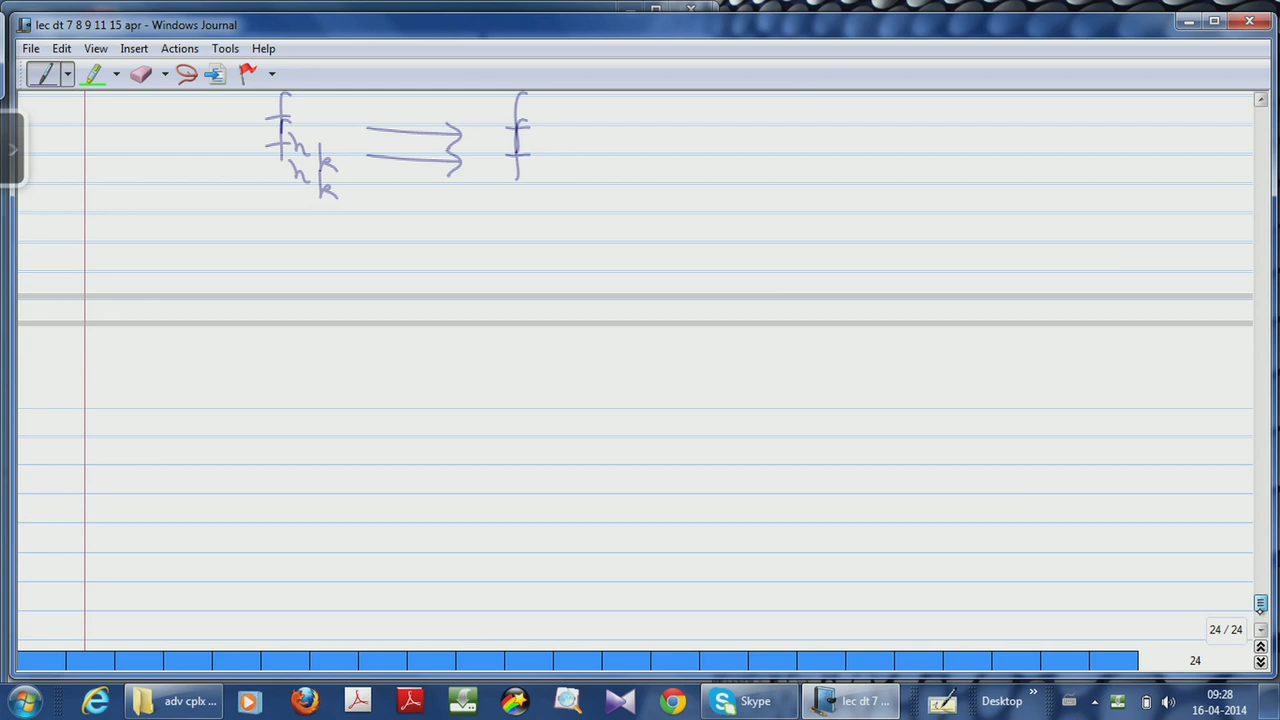 lec dt 7 8 9 11 15 apr - Windows Journal
File Edit View Insert Actions Tools Help
f_{n_k} → f
24 / 24
24
adv cplx ...
Skype
lec dt 7 ...
Desktop
09:28
16-04-2014